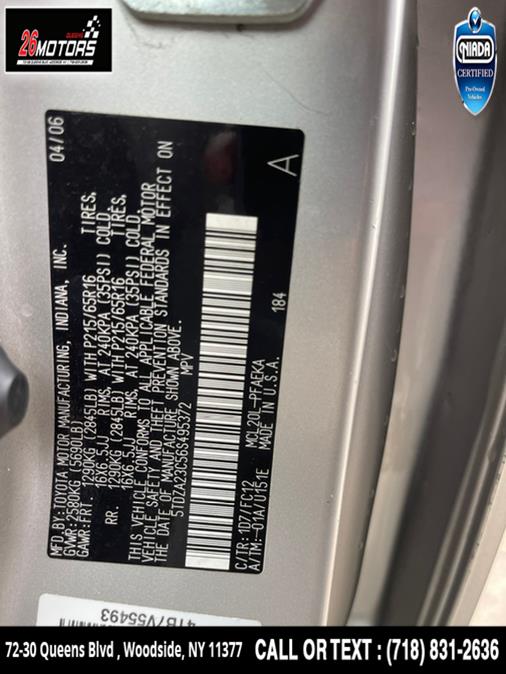 26MOTORS
QUEENS
NIADA
CERTIFIED
Pre-Owned
Vehicles
MFD.BY:TOYOTA MOTOR MANUFACTURING, INDIANA, INC. 04/06
GVWR:2580KG(5690LB)
GAWR:FRT. 1290KG (2845LB) WITH P215/65R16 TIRES,
16X6.5JJ RIMS, AT 240KPA (35PSI) COLD.
RR. 1290KG (2845LB) WITH P215/65R16 TIRES,
16X6.5JJ RIMS, AT 240KPA (35PSI) COLD.
THIS VEHICLE CONFORMS TO ALL APPLICABLE FEDERAL MOTOR
VEHICLE SAFETY AND THEFT PREVENTION STANDARDS IN EFFECT ON
THE DATE OF MANUFACTURE SHOWN ABOVE.
5TDZA23C56S495372 MPV
184 A
C/TR:1D7/FC12 MCL20L-PFAEKA
A/TM:-01A/U151E MADE IN U.S.A.
41B7V55493
72-30 Queens Blvd , Woodside, NY 11377 CALL OR TEXT : (718) 831-2636